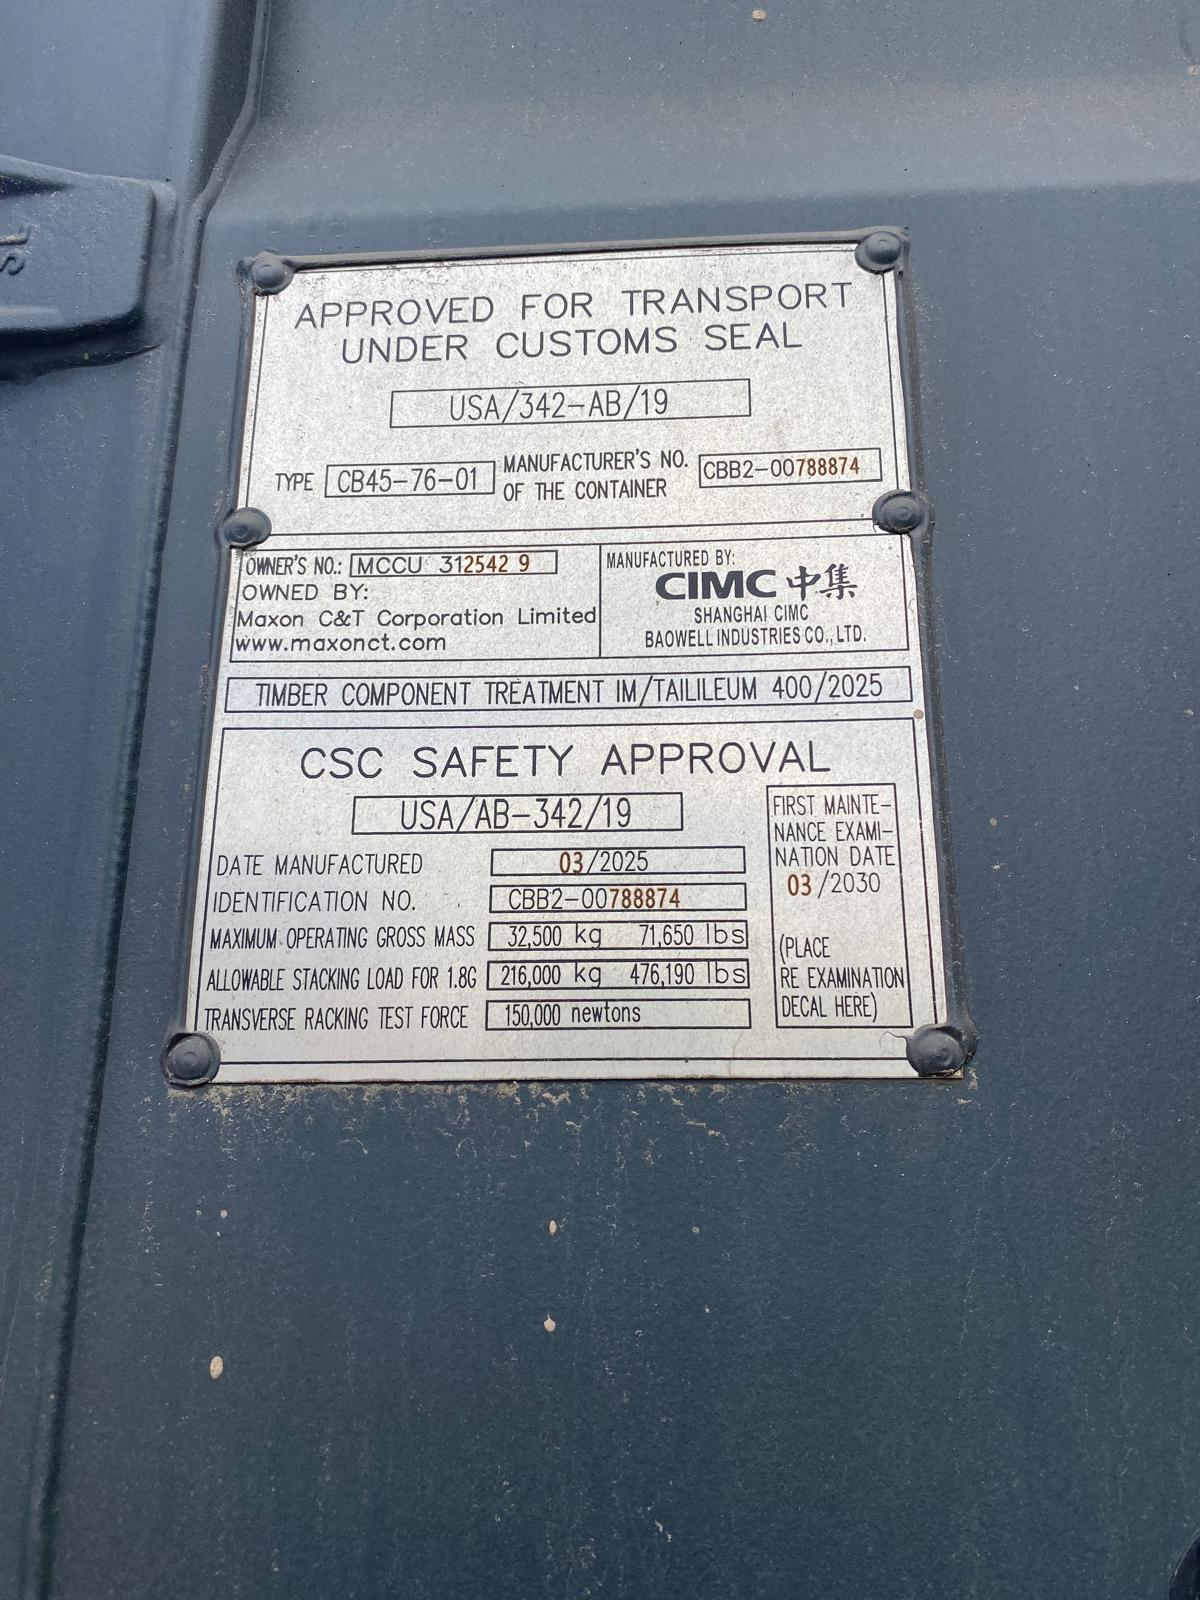 APPROVED FOR TRANSPORT
UNDER CUSTOMS SEAL
USA/342-AB/19
TYPE CB45-76-01 MANUFACTURER'S NO. OF THE CONTAINER CBB2-00788874
OWNER'S NO.: MCCU 312542 9
OWNED BY:
Maxon C&T Corporation Limited
www.maxonct.com
MANUFACTURED BY:
CIMC 中集
SHANGHAI CIMC
BAOWELL INDUSTRIES CO., LTD.
TIMBER COMPONENT TREATMENT IM/TAILILEUM 400/2025
CSC SAFETY APPROVAL
USA/AB-342/19
DATE MANUFACTURED 03/2025
IDENTIFICATION NO. CBB2-00788874
MAXIMUM OPERATING GROSS MASS 32,500 kg 71,650 lbs
ALLOWABLE STACKING LOAD FOR 1.8G 216,000 kg 476,190 lbs
TRANSVERSE RACKING TEST FORCE 150,000 newtons
FIRST MAINTE-
NANCE EXAMI-
NATION DATE
03/2030
(PLACE
RE EXAMINATION
DECAL HERE)